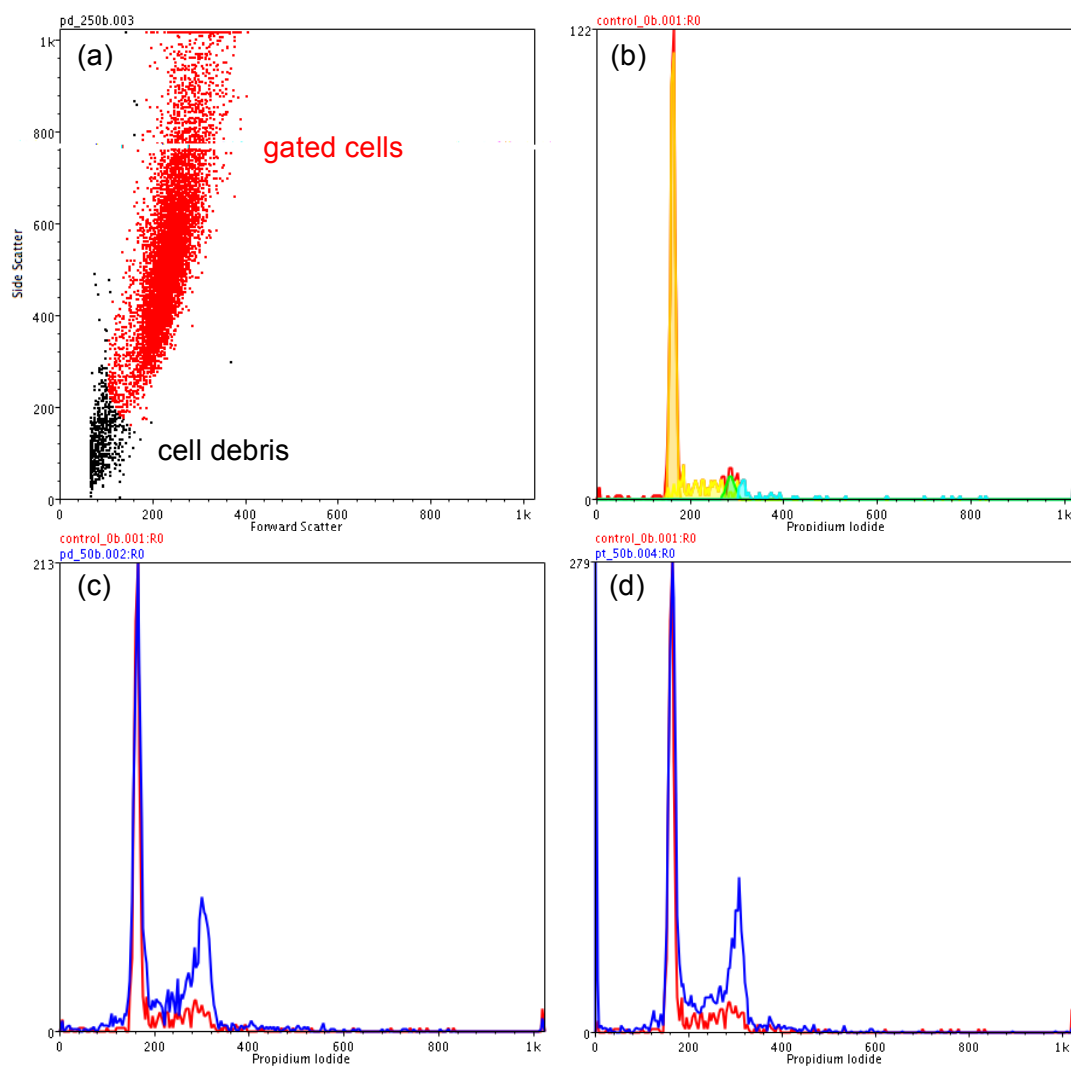 pd_250b.003
(a)
gated cells
cell debris
Side Scatter
1k
800
600
400
200
0
0 200 400 600 800 1k
Forward Scatter
control_0b.001:R0
122
(b)
0
0 200 400 600 800 1k
Propidium Iodide
control_0b.001:R0
pd_50b.002:R0
213
(c)
0
0 200 400 600 800 1k
Propidium Iodide
control_0b.001:R0
pt_50b.004:R0
279
(d)
0
0 200 400 600 800 1k
Propidium Iodide